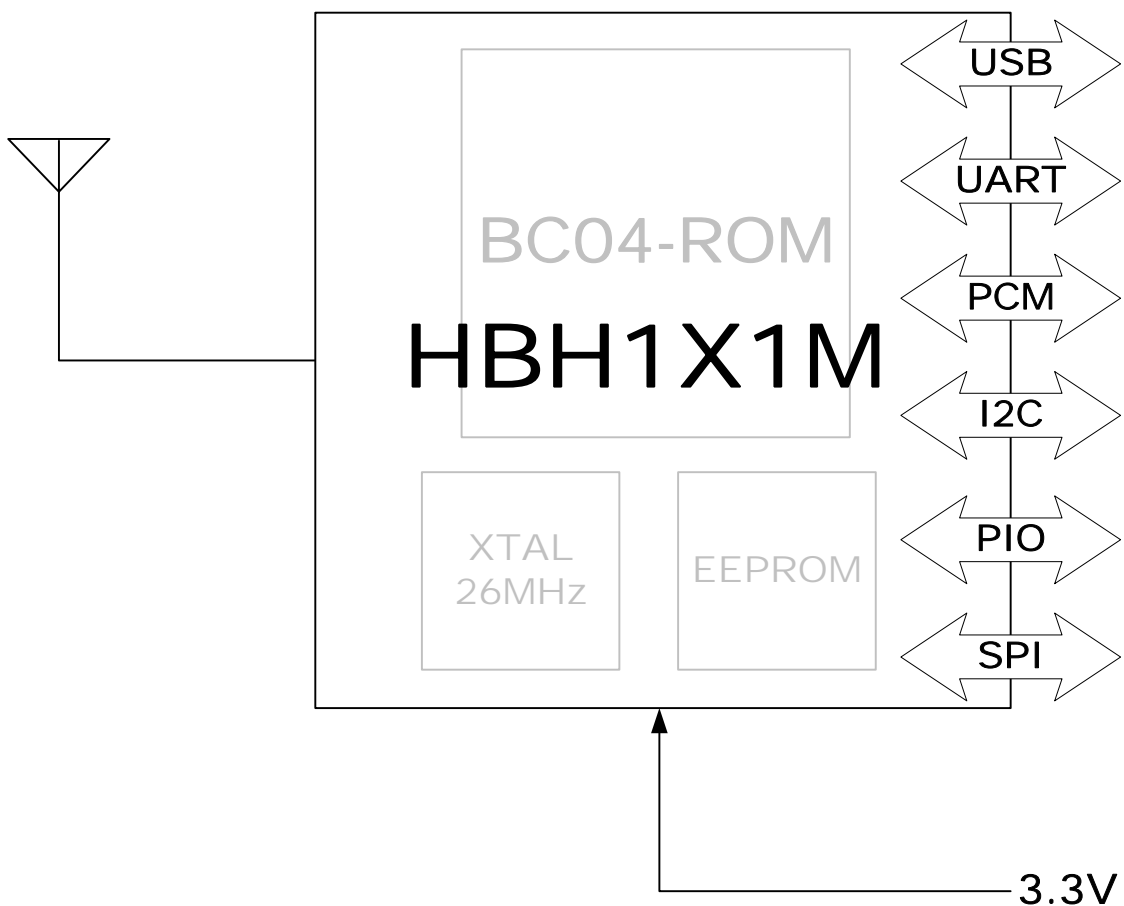 USB
UART
BC04-ROM
PCM
HBH1X1M
I2C
XTAL
26MHz
EEPROM
PIO
SPI
3.3V